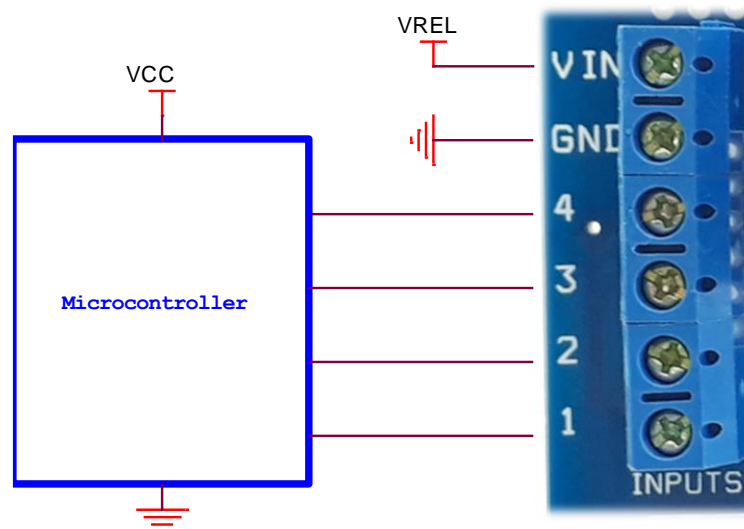 VREL
VCC
VIN
GND
4
3
2
1
Microcontroller
INPUTS